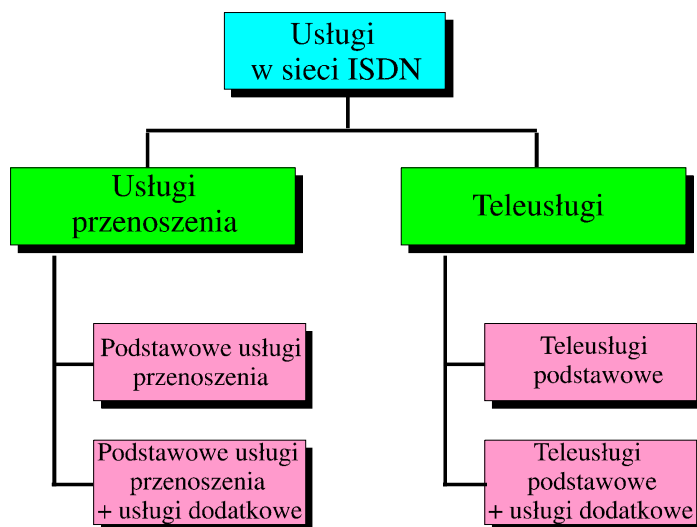 Usługi
w sieci ISDN
Usługi
przenoszenia
Teleusługi
Podstawowe usługi
przenoszenia
Teleusługi
podstawowe
Podstawowe usługi
przenoszenia
+ usługi dodatkowe
Teleusługi
podstawowe
+ usługi dodatkowe